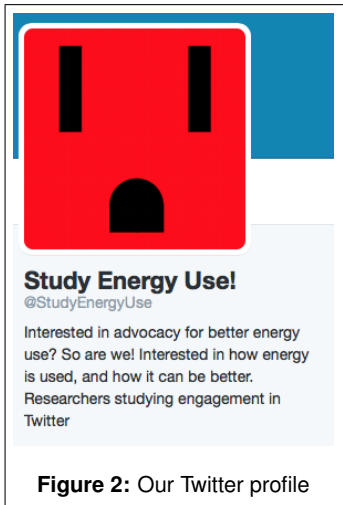 Study Energy Use!
@StudyEnergyUse
Interested in advocacy for better energy
use? So are we! Interested in how energy
is used, and how it can be better.
Researchers studying engagement in
Twitter
Figure 2: Our Twitter profile